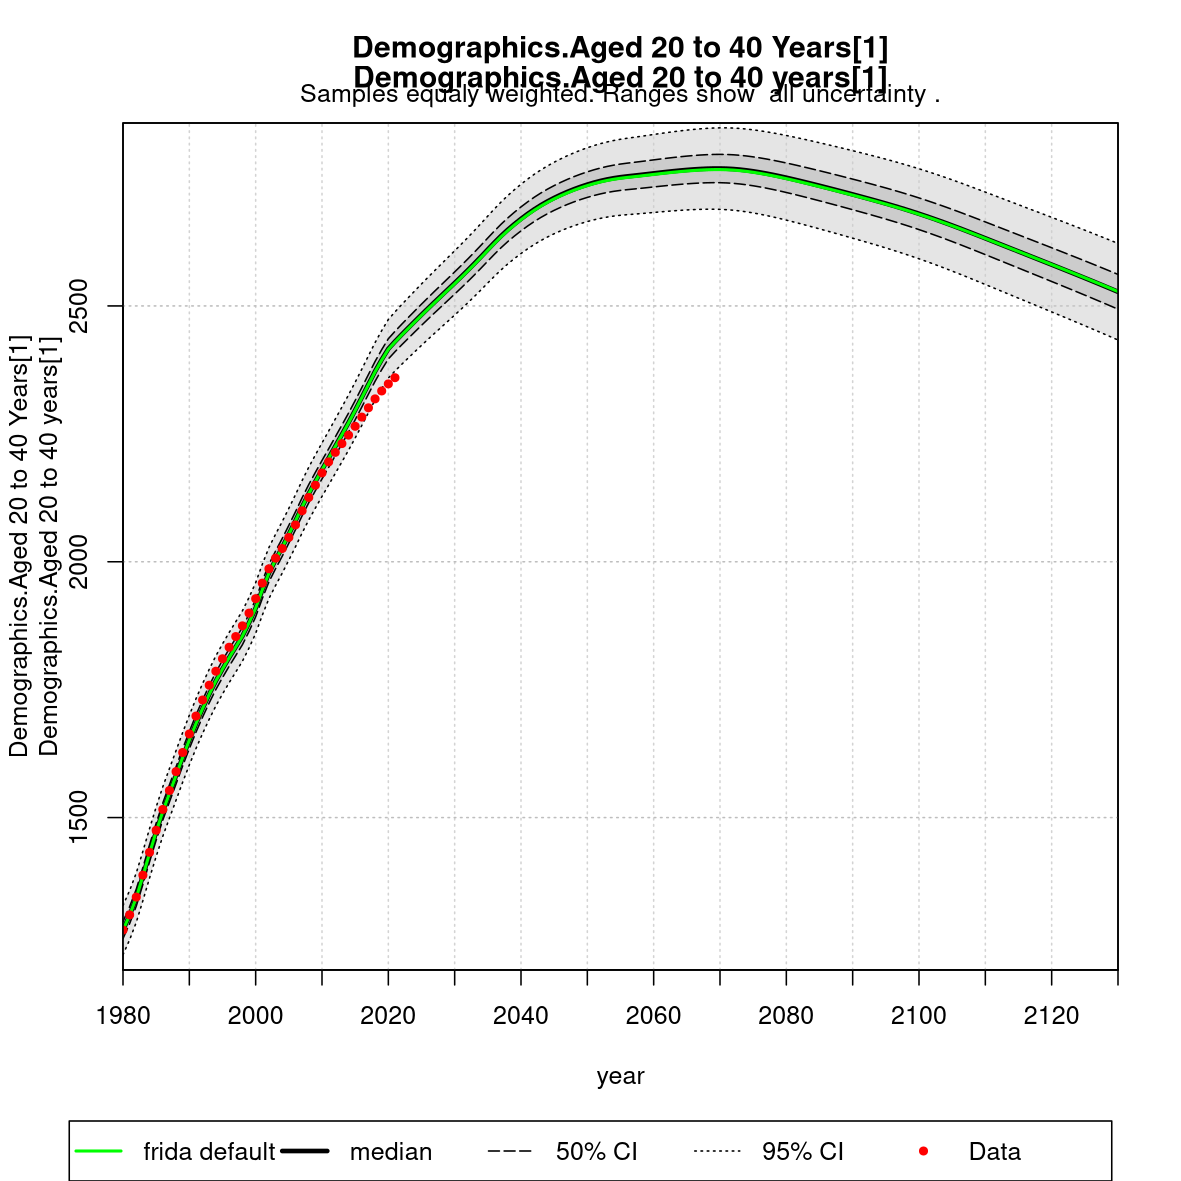 Demographics.Aged 20 to 40 Years[1]
Demographics.Aged 20 to 40 years[1]
Samples equaly weighted. Ranges show  all uncertainty .
Demographics.Aged 20 to 40 Years[1]
Demographics.Aged 20 to 40 years[1]
2500
2000
1500
1980 2000 2020 2040 2060 2080 2100 2120
year
frida default median 50% CI 95% CI Data